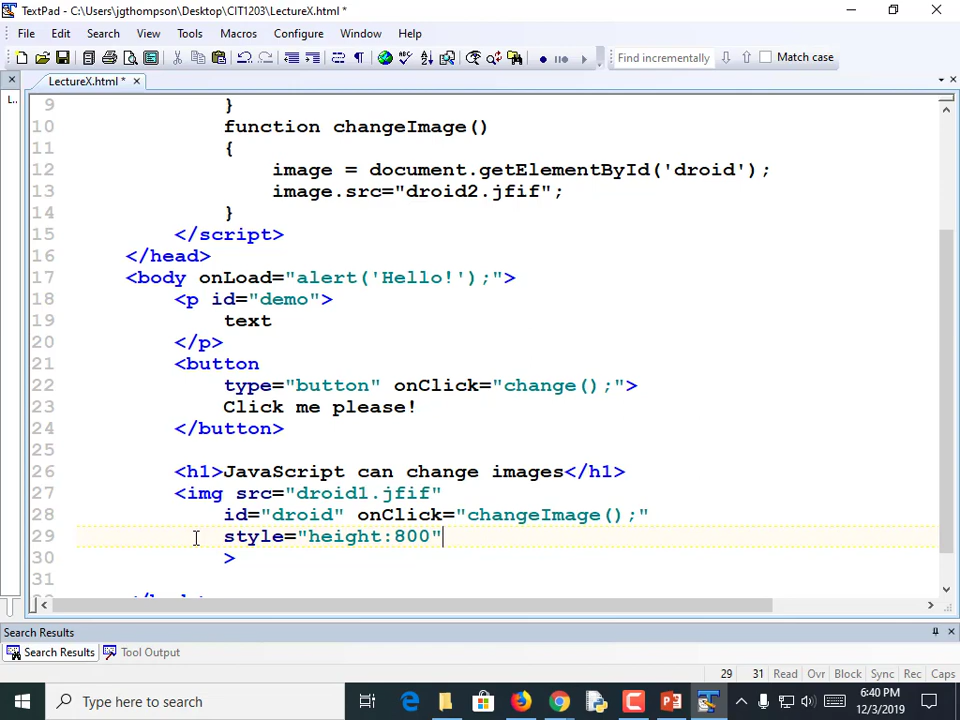 TextPad - C:\Users\jgthompson\Desktop\CIT1203\LectureX.html *
File Edit Search View Tools Macros Configure Window Help
Find incrementally Match case
LectureX.html *
L..
9 }
10 function changeImage()
11 {
12 image = document.getElementById('droid');
13 image.src="droid2.jfif";
14 }
15 </script>
16 </head>
17 <body onLoad="alert('Hello!');">
18 <p id="demo">
19 text
20 </p>
21 <button
22 type="button" onClick="change();">
23 Click me please!
24 </button>
25
26 <h1>JavaScript can change images</h1>
27 <img src="droid1.jfif"
28 id="droid" onClick="changeImage();"
29 style="height:800"
30 >
31
Search Results
Search Results Tool Output
29 31 Read Ovr Block Sync Rec Caps
Type here to search
6:40 PM
12/3/2019